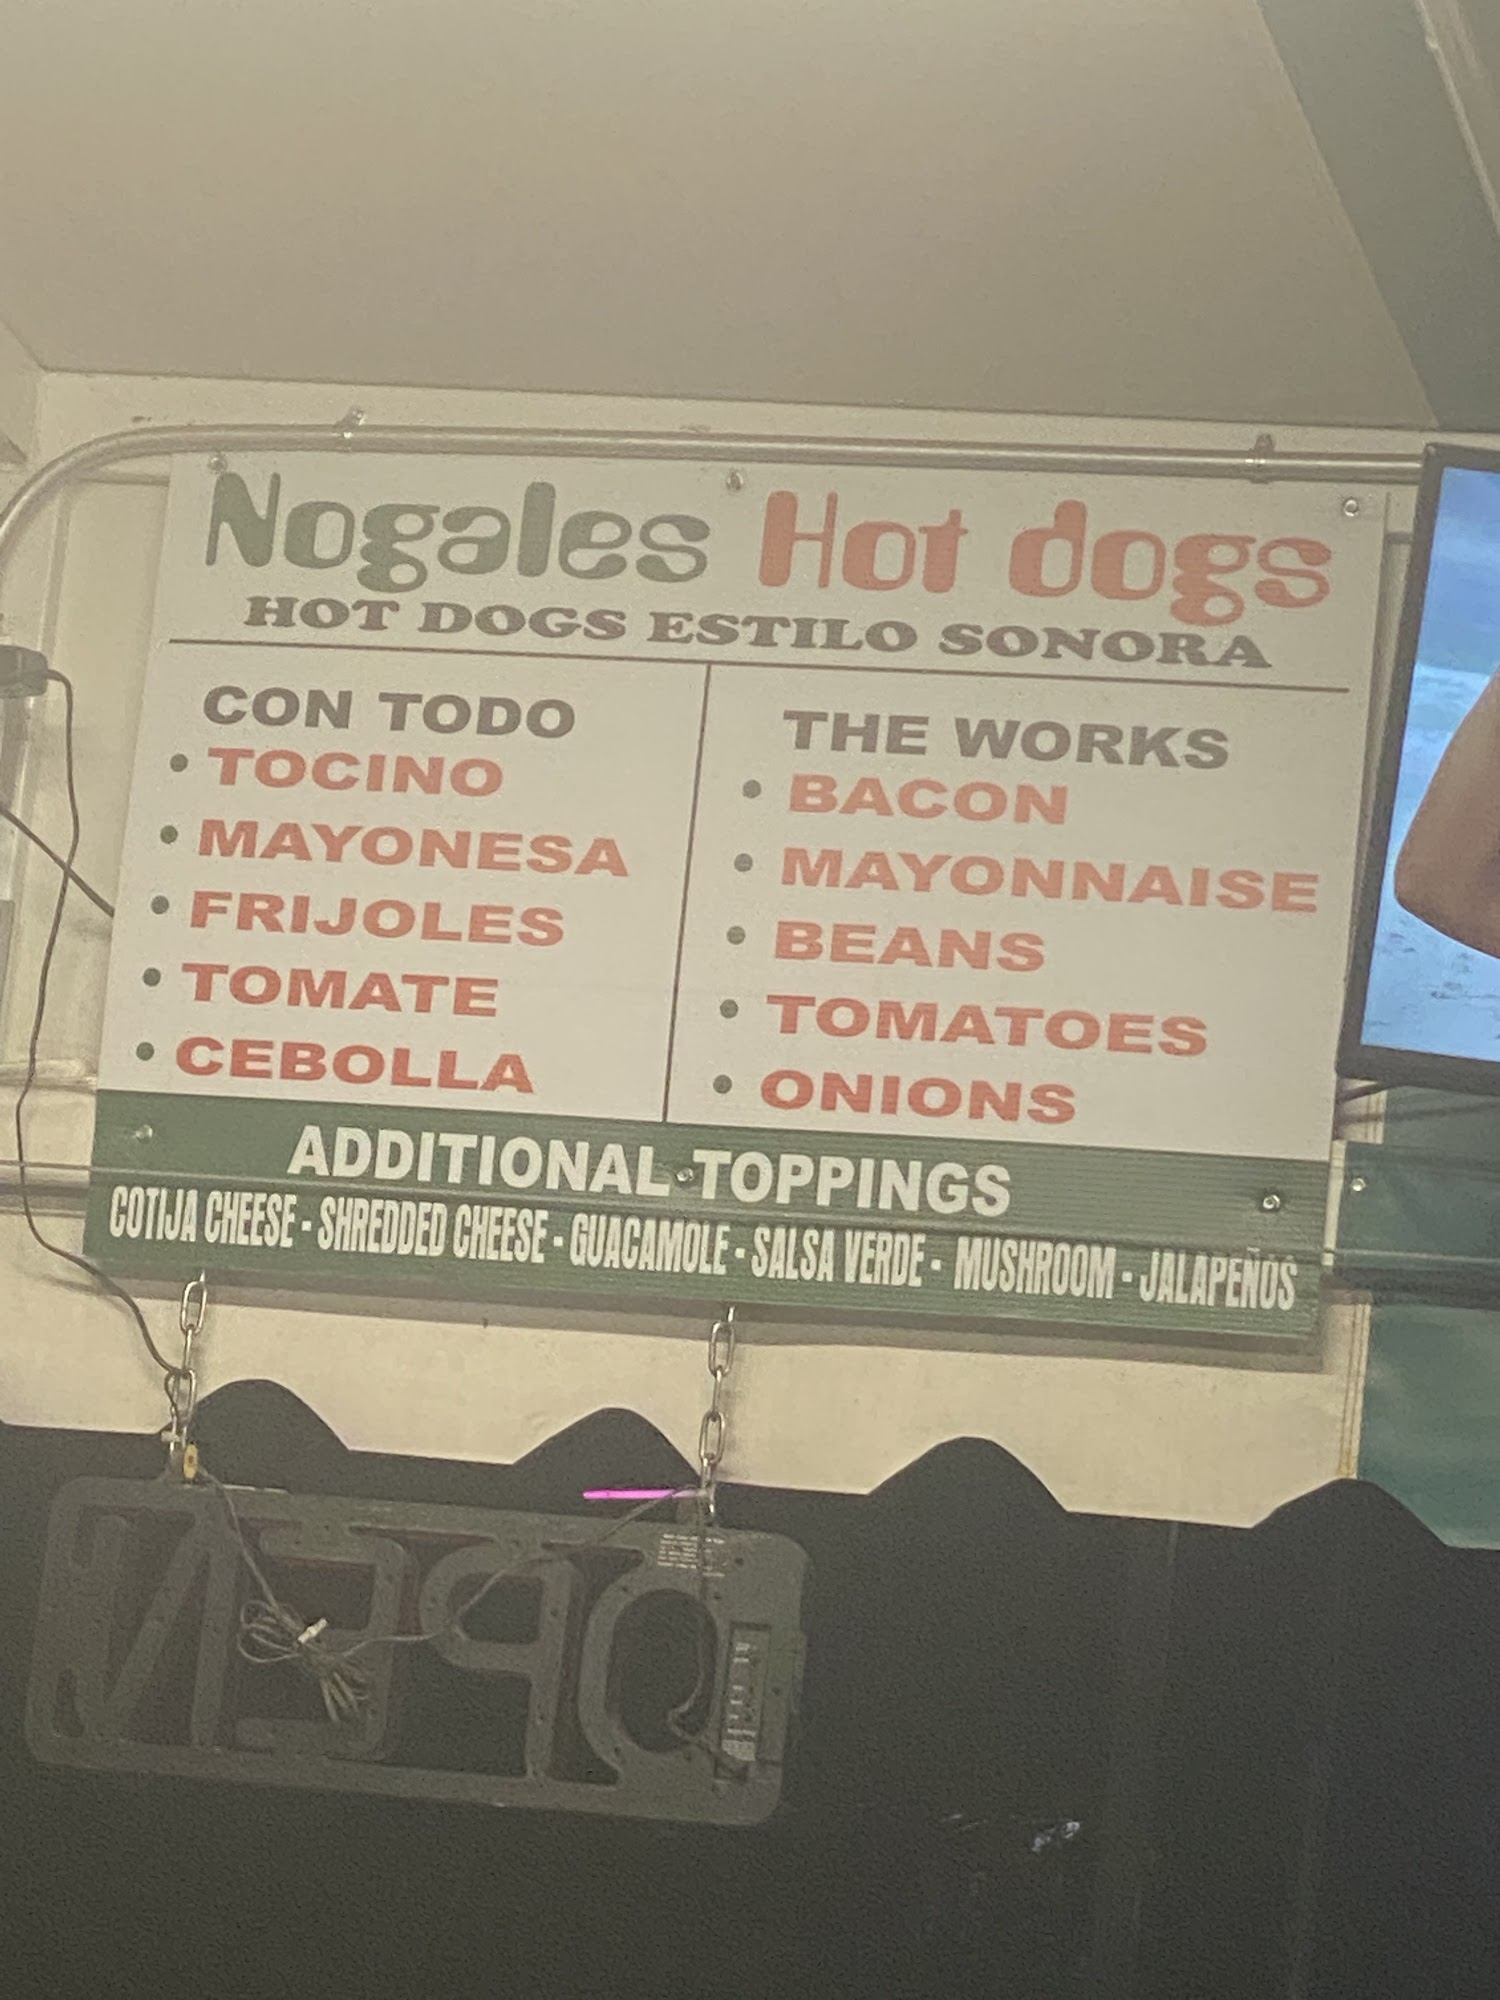 Nogales Hot dogs
HOT DOGS ESTILO SONORA
CON TODO
• TOCINO
• MAYONESA
• FRIJOLES
• TOMATE
• CEBOLLA
THE WORKS
• BACON
• MAYONNAISE
• BEANS
• TOMATOES
• ONIONS
ADDITIONAL TOPPINGS
COTIJA CHEESE - SHREDDED CHEESE - GUACAMOLE - SALSA VERDE - MUSHROOM - JALAPEÑOS
OPEN